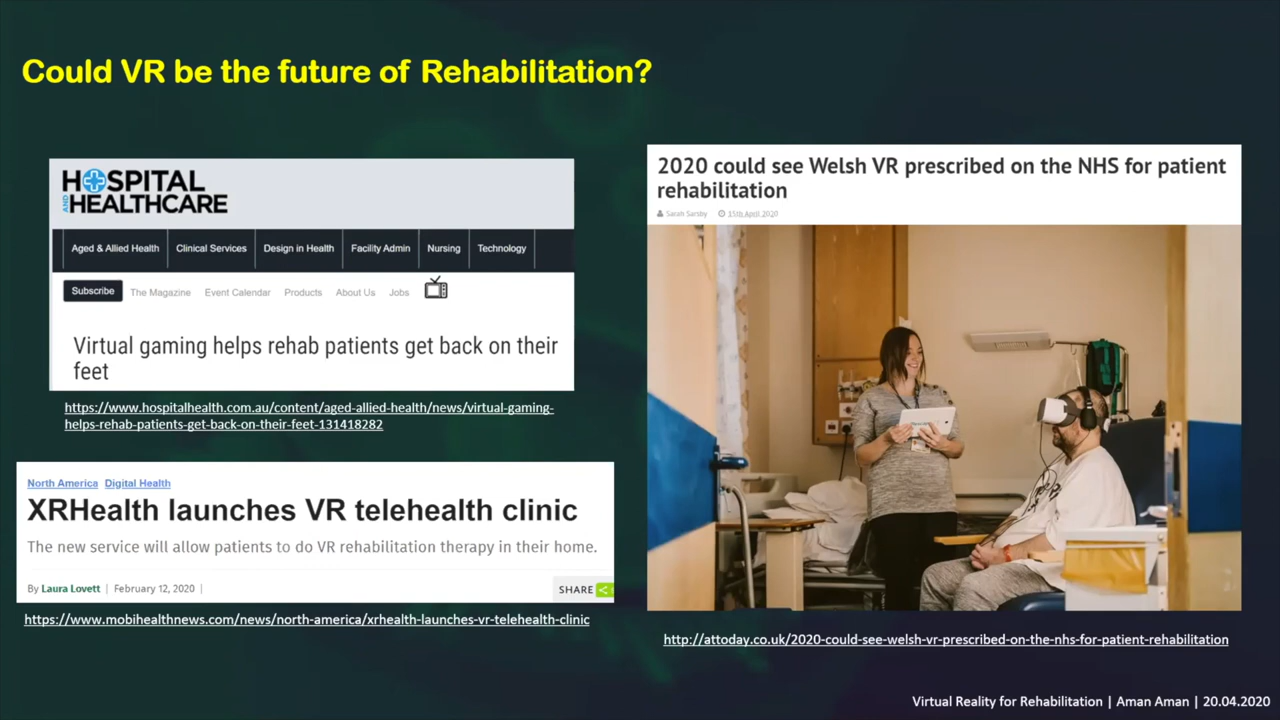 Could VR be the future of Rehabilitation?
HOSPITAL
AND HEALTHCARE
Aged & Allied Health
Clinical Services
Design in Health
Facility Admin
Nursing
Technology
Subscribe
The Magazine
Event Calendar
Products
About Us
Jobs
Virtual gaming helps rehab patients get back on their
feet
https://www.hospitalhealth.com.au/content/aged-allied-health/news/virtual-gaming-
helps-rehab-patients-get-back-on-their-feet-131418282
North America Digital Health
XRHealth launches VR telehealth clinic
The new service will allow patients to do VR rehabilitation therapy in their home.
By Laura Lovett | February 12, 2020 |
SHARE
https://www.mobihealthnews.com/news/north-america/xrhealth-launches-vr-telehealth-clinic
2020 could see Welsh VR prescribed on the NHS for patient
rehabilitation
Sarah Sarsby 11th April 2020
http://attoday.co.uk/2020-could-see-welsh-vr-prescribed-on-the-nhs-for-patient-rehabilitation
Virtual Reality for Rehabilitation | Aman Aman | 20.04.2020